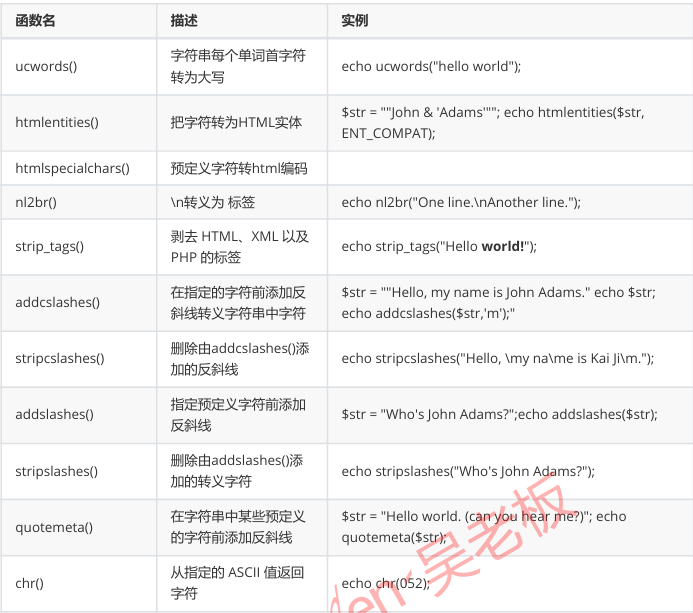 函数名 描述 实例
ucwords() 字符串每个单词首字符 echo ucwords("hello world");
转为大写
htmlentities() 把字符转为HTML实体 $str = ""John & 'Adams'""; echo htmlentities($str,
ENT_COMPAT);
htmlspecialchars() 预定义字符转html编码
nl2br() \n转义为 标签 echo nl2br("One line.\nAnother line.");
strip_tags() 剥去 HTML、XML 以及 echo strip_tags("Hello world!");
PHP 的标签
addcslashes() 在指定的字符前添加反 $str = ""Hello, my name is John Adams." echo $str;
斜线转义字符串中字符 echo addcslashes($str,'m');"
stripcslashes() 删除由addcslashes()添 echo stripcslashes("Hello, \my na\me is Kai Ji\m.");
加的反斜线
addslashes() 指定预定义字符前添加 $str = "Who's John Adams?";echo addslashes($str);
反斜线
stripslashes() 删除由addslashes()添 echo stripslashes("Who's John Adams?");
加的转义字符
quotemeta() 在字符串中某些预定义 $str = "Hello world. (can you hear me?)"; echo
的字符前添加反斜线 quotemeta($str);
chr() 从指定的 ASCII 值返回 echo chr(052);
字符
en-吴老板